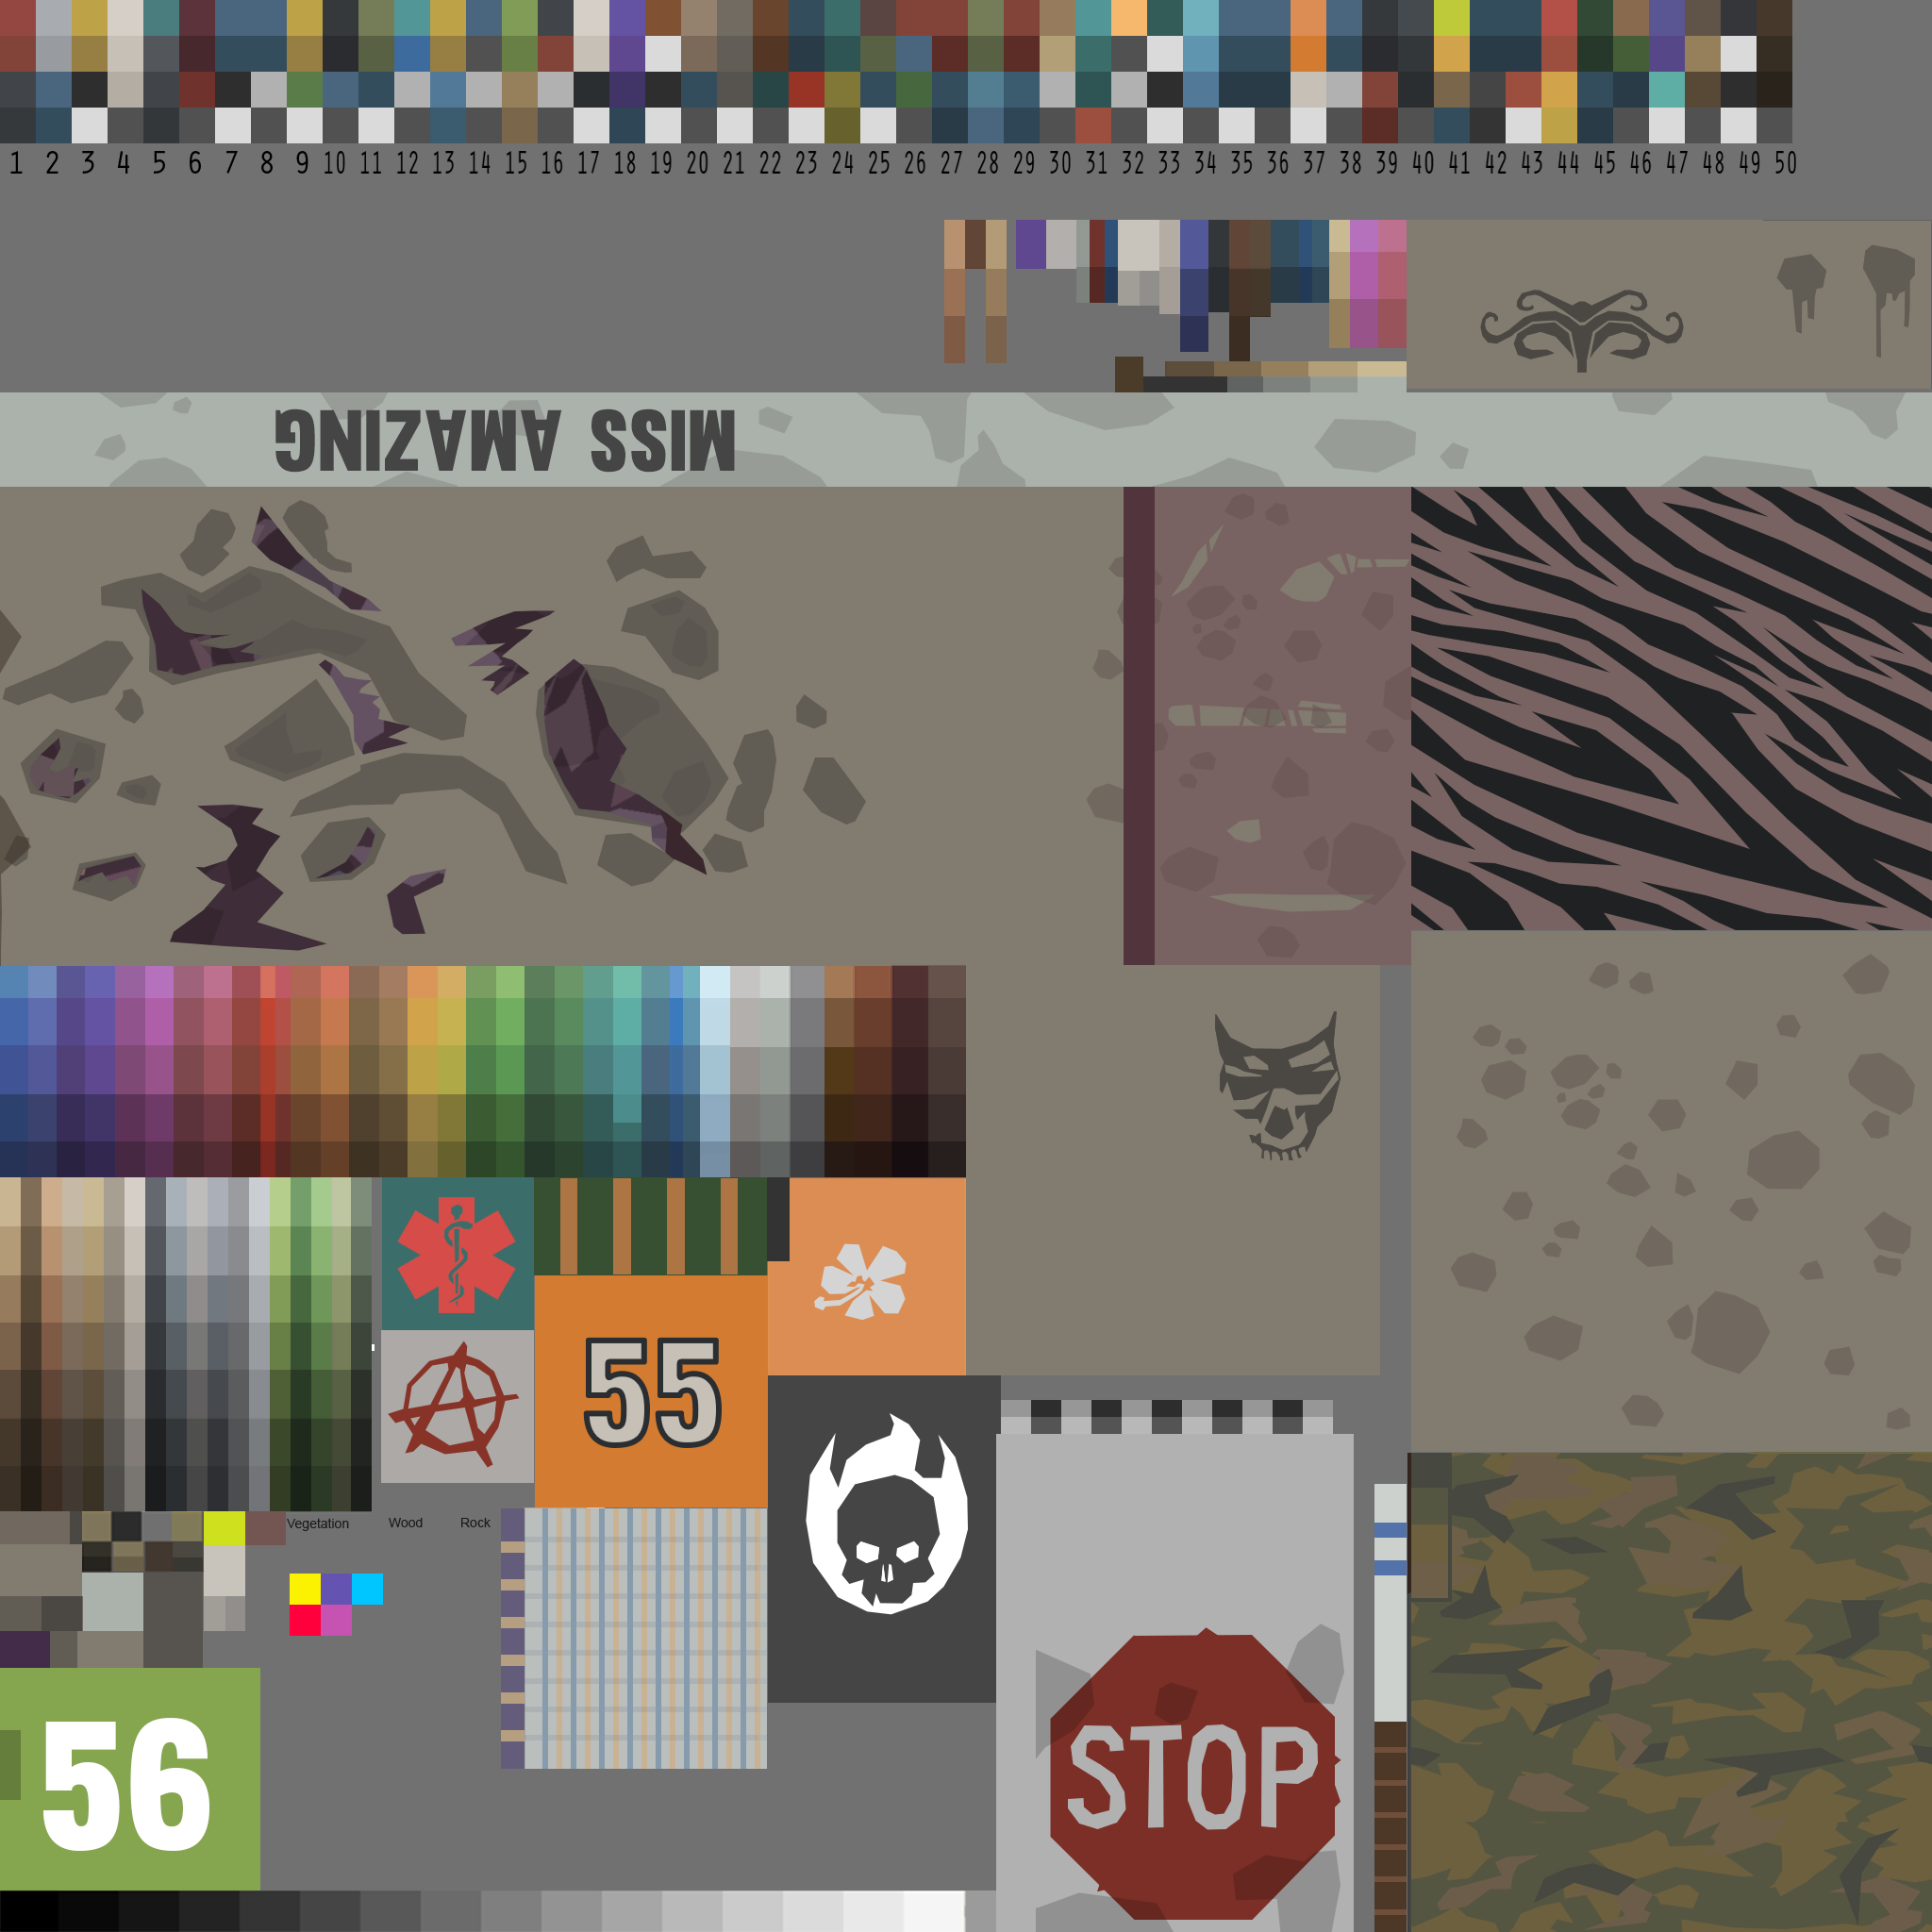 1 2 3 4 5 6 7 8 9 10 11 12 13 14 15 16 17 18 19 20 21 22 23 24 25 26 27 28 29 30 31 32 33 34 35 36 37 38 39 40 41 42 43 44 45 46 47 48 49 50
MISS AMAZING
55
Vegetation Wood Rock
56
STOP